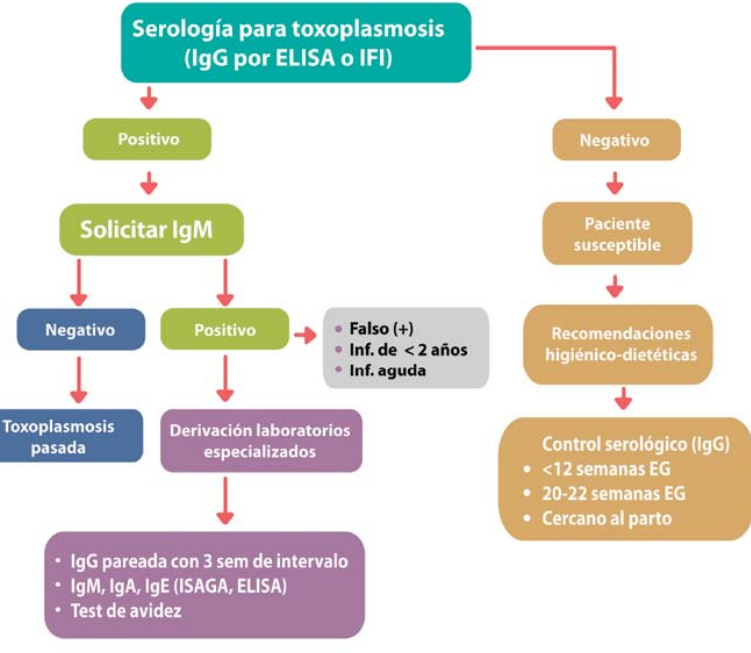 Serología para toxoplasmosis
(IgG por ELISA o IFI)
Positivo
Negativo
Solicitar IgM
Paciente
susceptible
Negativo
Positivo
• Falso (+)
• Inf. de < 2 años
• Inf. aguda
Recomendaciones
higiénico-dietéticas
Toxoplasmosis
pasada
Derivación laboratorios
especializados
Control serológico (IgG)
• <12 semanas EG
• 20-22 semanas EG
• Cercano al parto
• IgG pareada con 3 sem de intervalo
• IgM, IgA, IgE (ISAGA, ELISA)
• Test de avidez